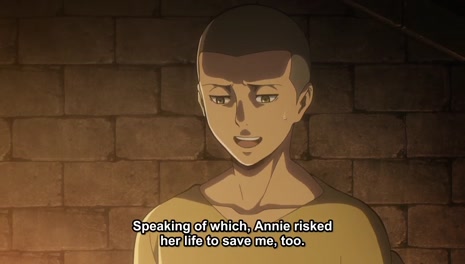 Speaking of which, Annie risked
her life to save me, too.